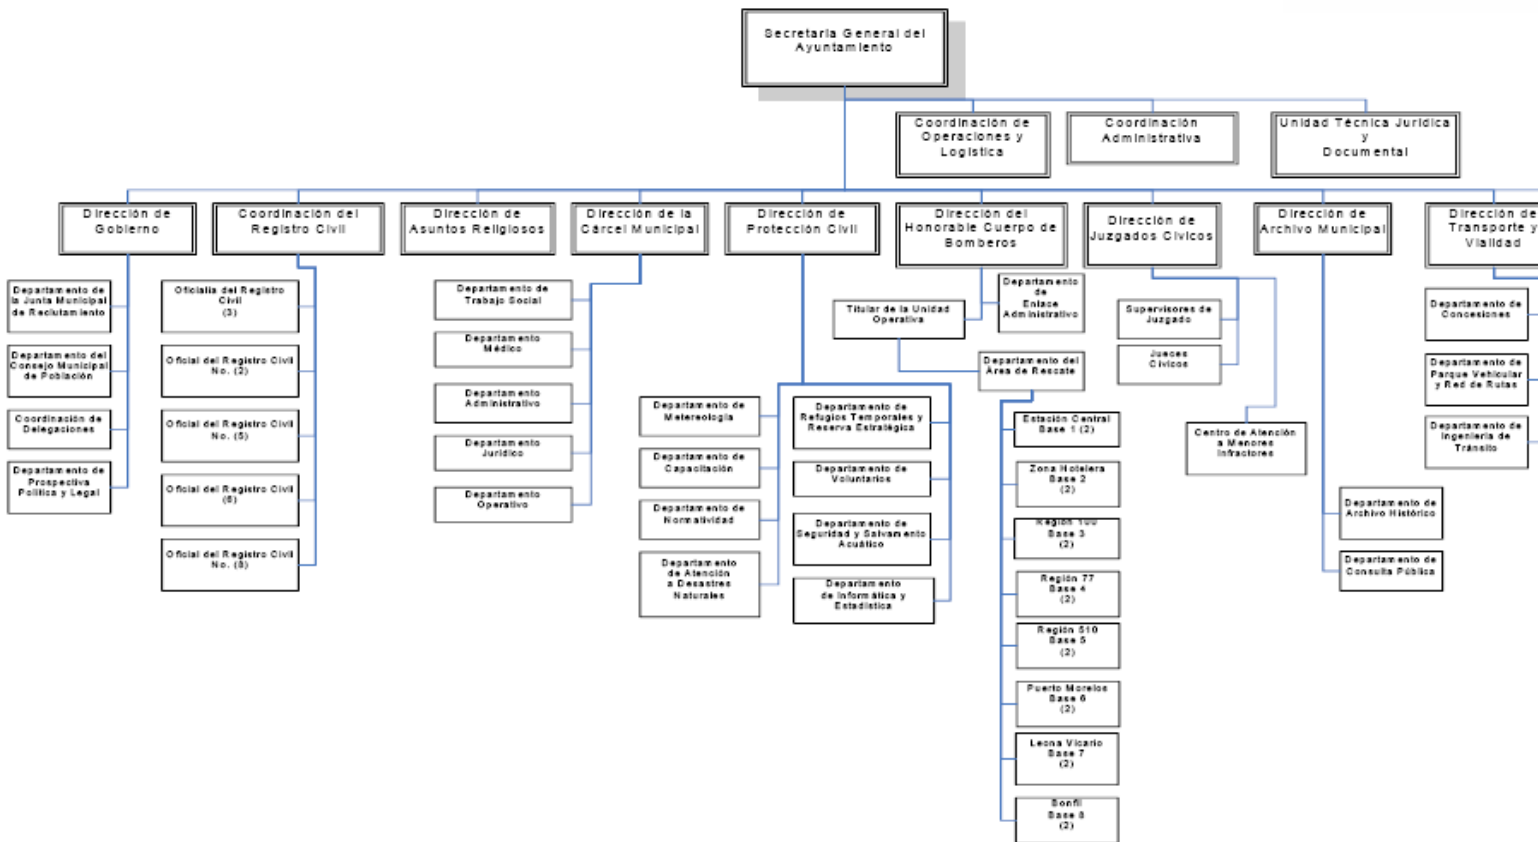 Secretaría General del
Ayuntamiento
Coordinación de
Operaciones y
Logística
Coordinación
Administrativa
Unidad Técnica Jurídica
y
Documental
Dirección de
Gobierno
Coordinación del
Registro Civil
Dirección de
Asuntos Religiosos
Dirección de la
Cárcel Municipal
Dirección de
Protección Civil
Dirección del
Honorable Cuerpo de
Bomberos
Dirección de
Juzgados Cívicos
Dirección de
Archivo Municipal
Dirección de
Transporte y
Vialidad
Departamento de
la Junta Municipal
de Reclutamiento
Departamento del
Consejo Municipal
de Población
Coordinación de
Delegaciones
Departamento de
Prospectiva
Política y Legal
Oficialía del Registro
Civil
(3)
Oficial del Registro Civil
No. (2)
Oficial del Registro Civil
No. (5)
Oficial del Registro Civil
(6)
Oficial del Registro Civil
No. (8)
Departamento de
Trabajo Social
Departamento
Médico
Departamento
Administrativo
Departamento
Jurídico
Departamento
Operativo
Departamento de
Metereología
Departamento de
Capacitación
Departamento de
Normatividad
Departamento
de Atención
a Desastres
Naturales
Departamento de
Refugios Temporales y
Reserva Estratégica
Departamento de
Voluntarios
Departamento de
Seguridad y Salvamento
Acuático
Departamento
de Informática y
Estadística
Titular de la Unidad
Operativa
Departamento
de
Enlace
Administrativo
Departamento del
Área de Rescate
Estación Central
Base 1 (2)
Zona Hotelera
Base 2
(2)
Región 100
Base 3
(2)
Región 77
Base 4
(2)
Región 510
Base 5
(2)
Puerto Morelos
Base 6
(2)
Leona Vicario
Base 7
(2)
Bonfil
Base 8
(2)
Supervisores de
Juzgado
Jueces
Cívicos
Centro de Atención
a Menores
Infractores
Departamento de
Archivo Histórico
Departamento de
Consulta Pública
Departamento de
Concesiones
Departamento de
Parque Vehicular
y Red de Rutas
Departamento de
Ingeniería de
Tránsito